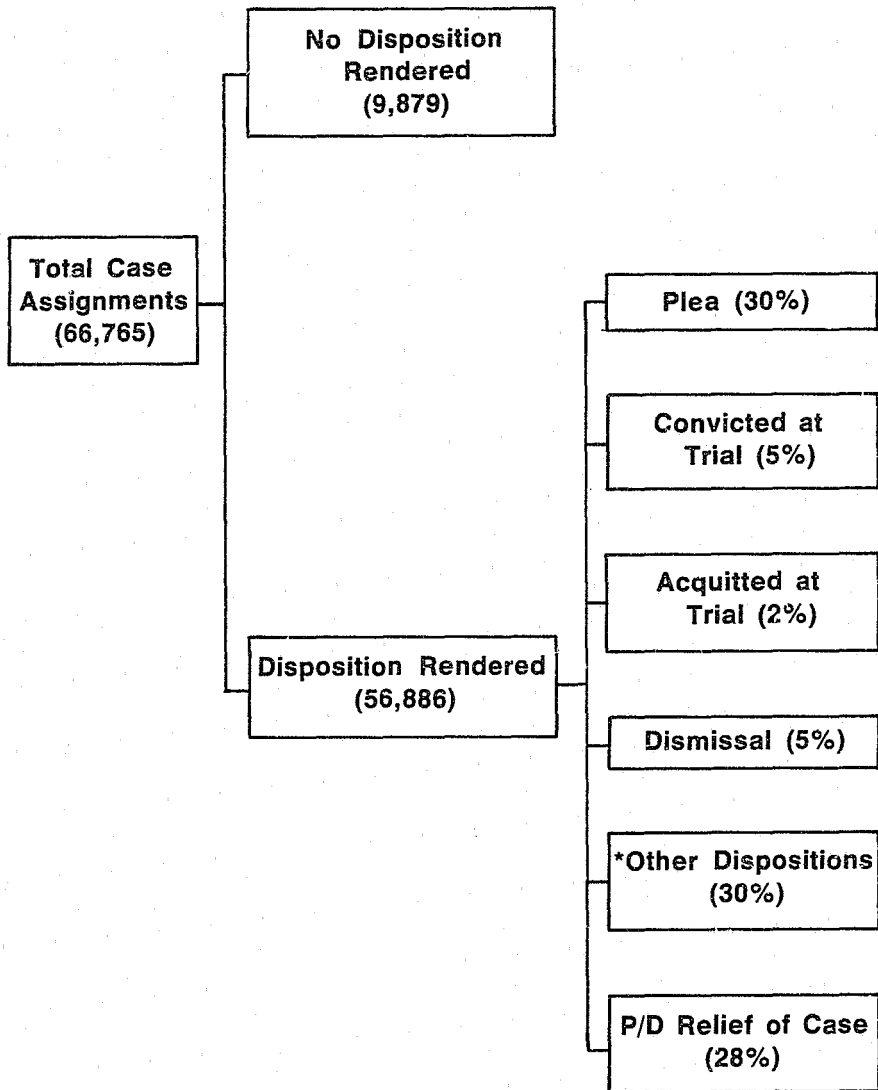 No Disposition
Rendered
(9,879)
Total Case
Assignments
(66,765)
Disposition Rendered
(56,886)
Plea (30%)
Convicted at
Trial (5%)
Acquitted at
Trial (2%)
Dismissal (5%)
*Other Dispositions
(30%)
P/D Relief of Case
(28%)